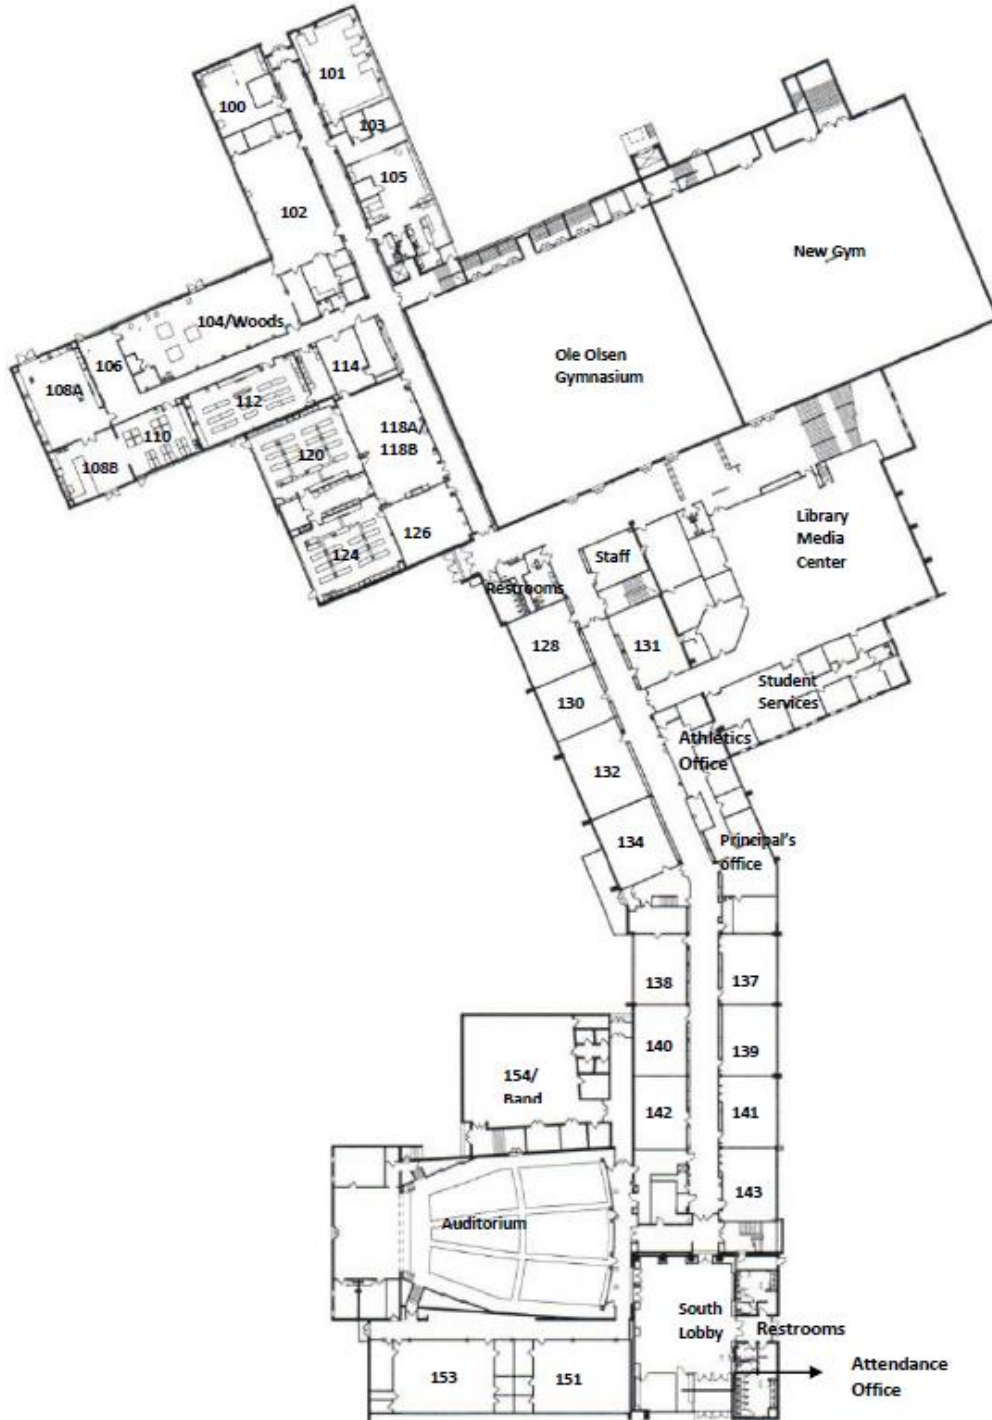 101
100
103
105
102
New Gym
104/Woods
Ole Olsen
Gymnasium
106
114
108A
112
118A/
118B
110
120
108B
Library
Media
Center
126
124
Staff
Restrooms
128
131
Student
Services
130
Athletics
Office
132
134
Principal's
office
138
137
140
139
154/
Band
142
141
143
Auditorium
South
Lobby
Restrooms
153
151
Attendance
Office